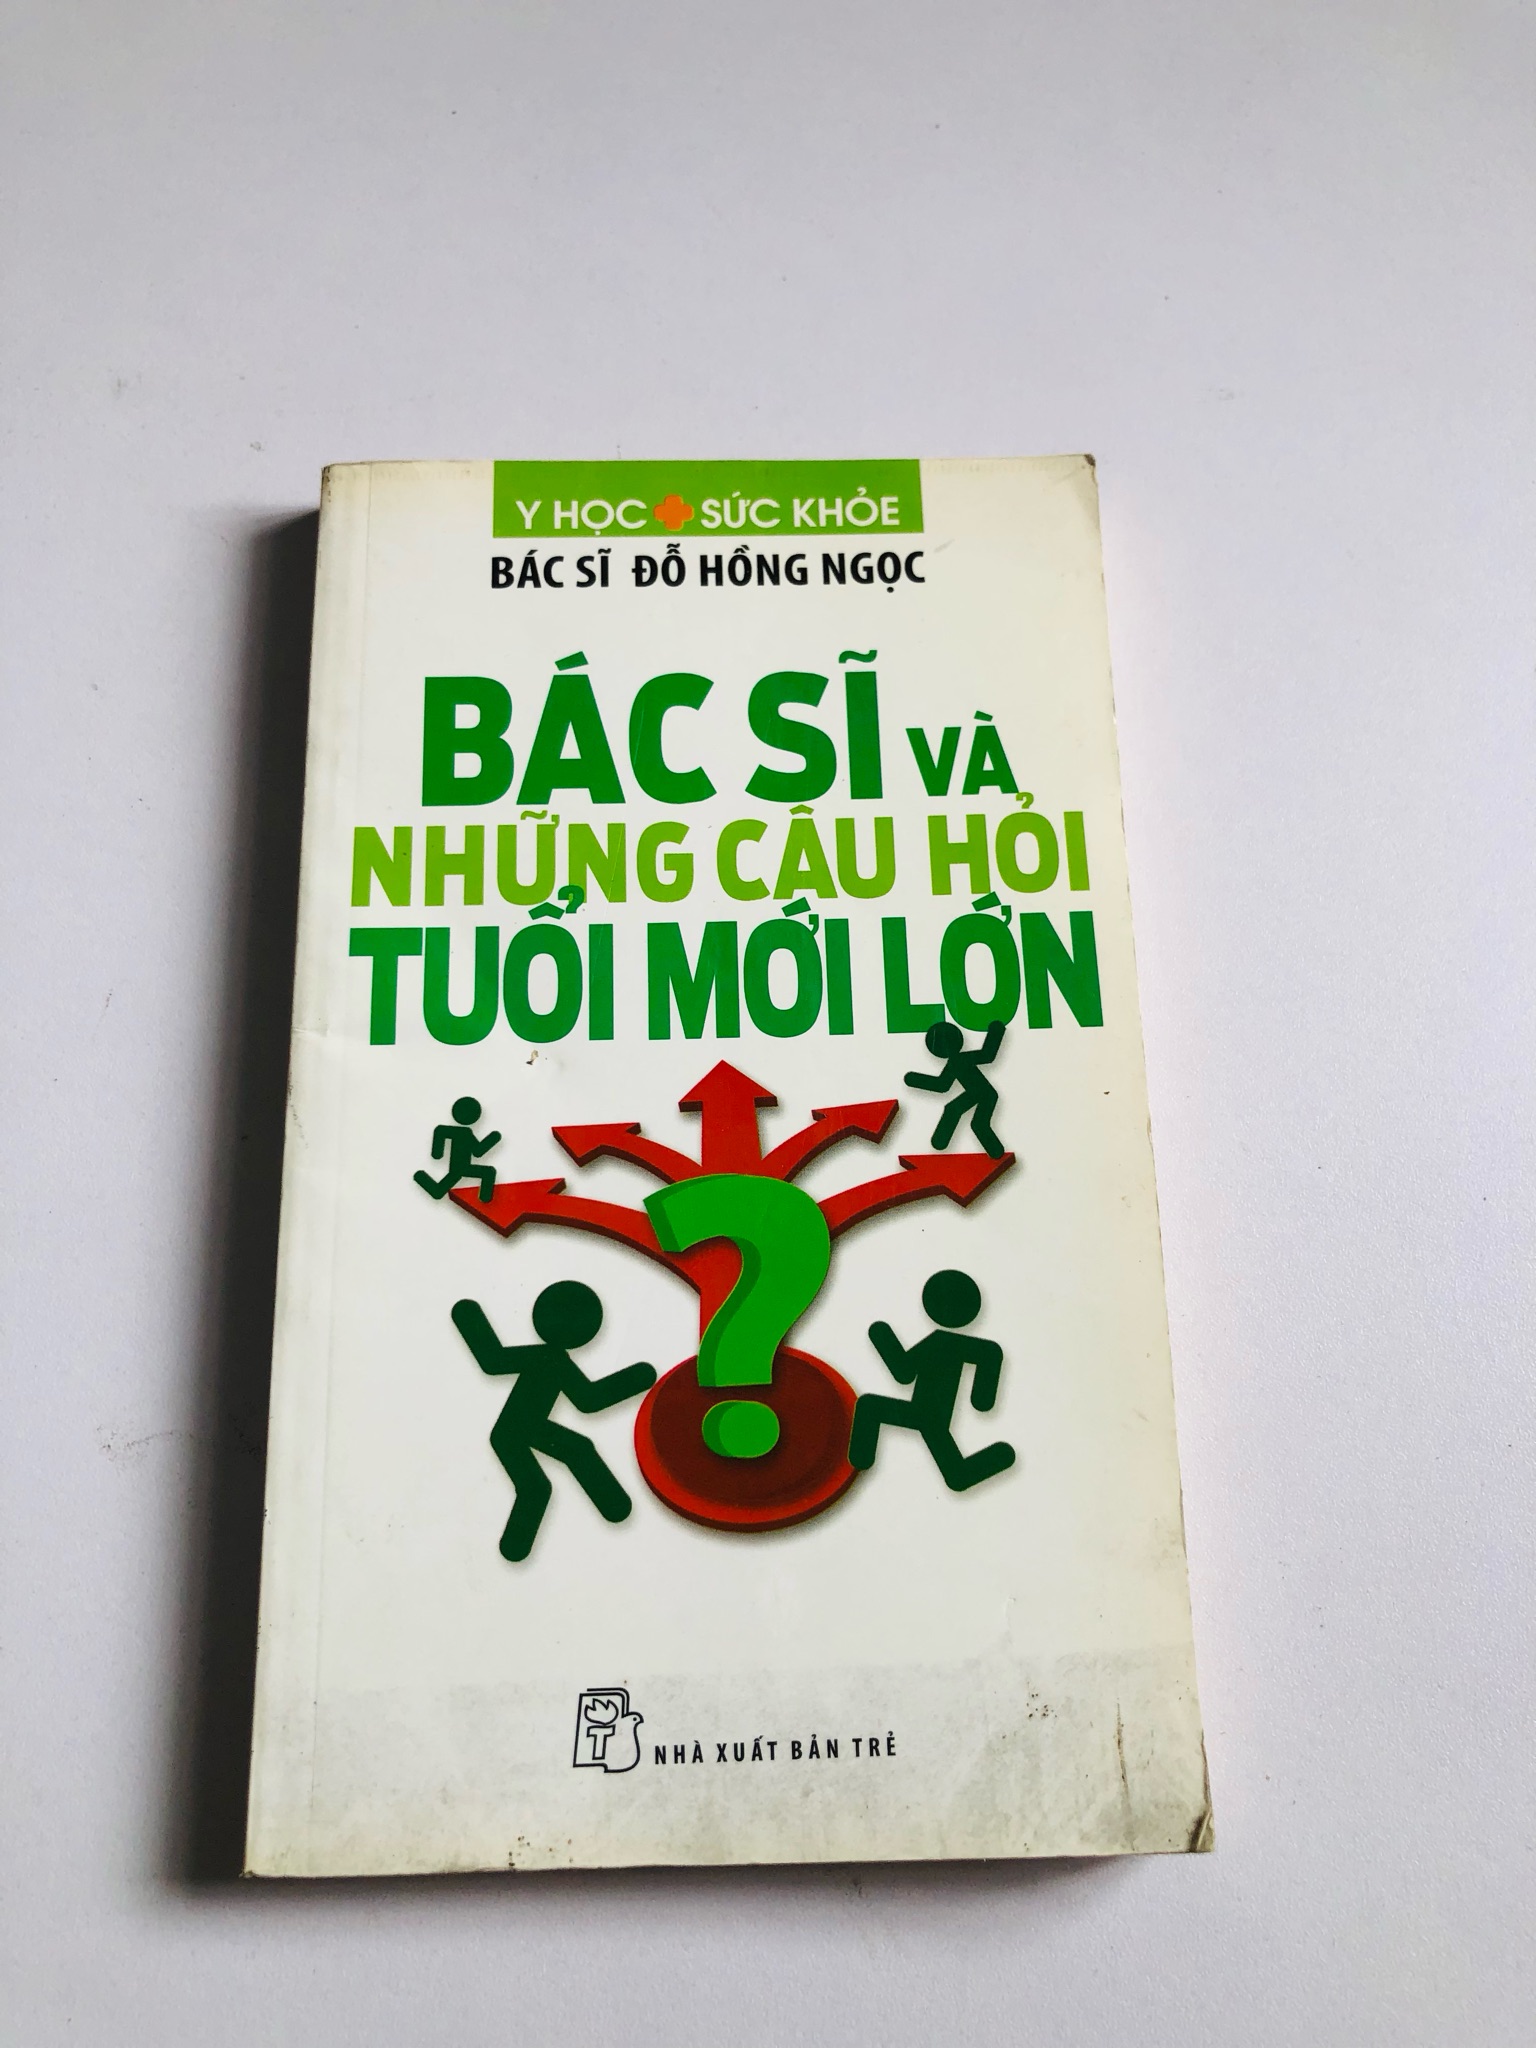 Y HỌC SỨC KHỎE
BÁC SĨ ĐỖ HỒNG NGỌC
BÁC SĨ VÀ
NHỮNG CÂU HỎI
TUỔI MỚI LỚN
?
T
NHÀ XUẤT BẢN TRẺ